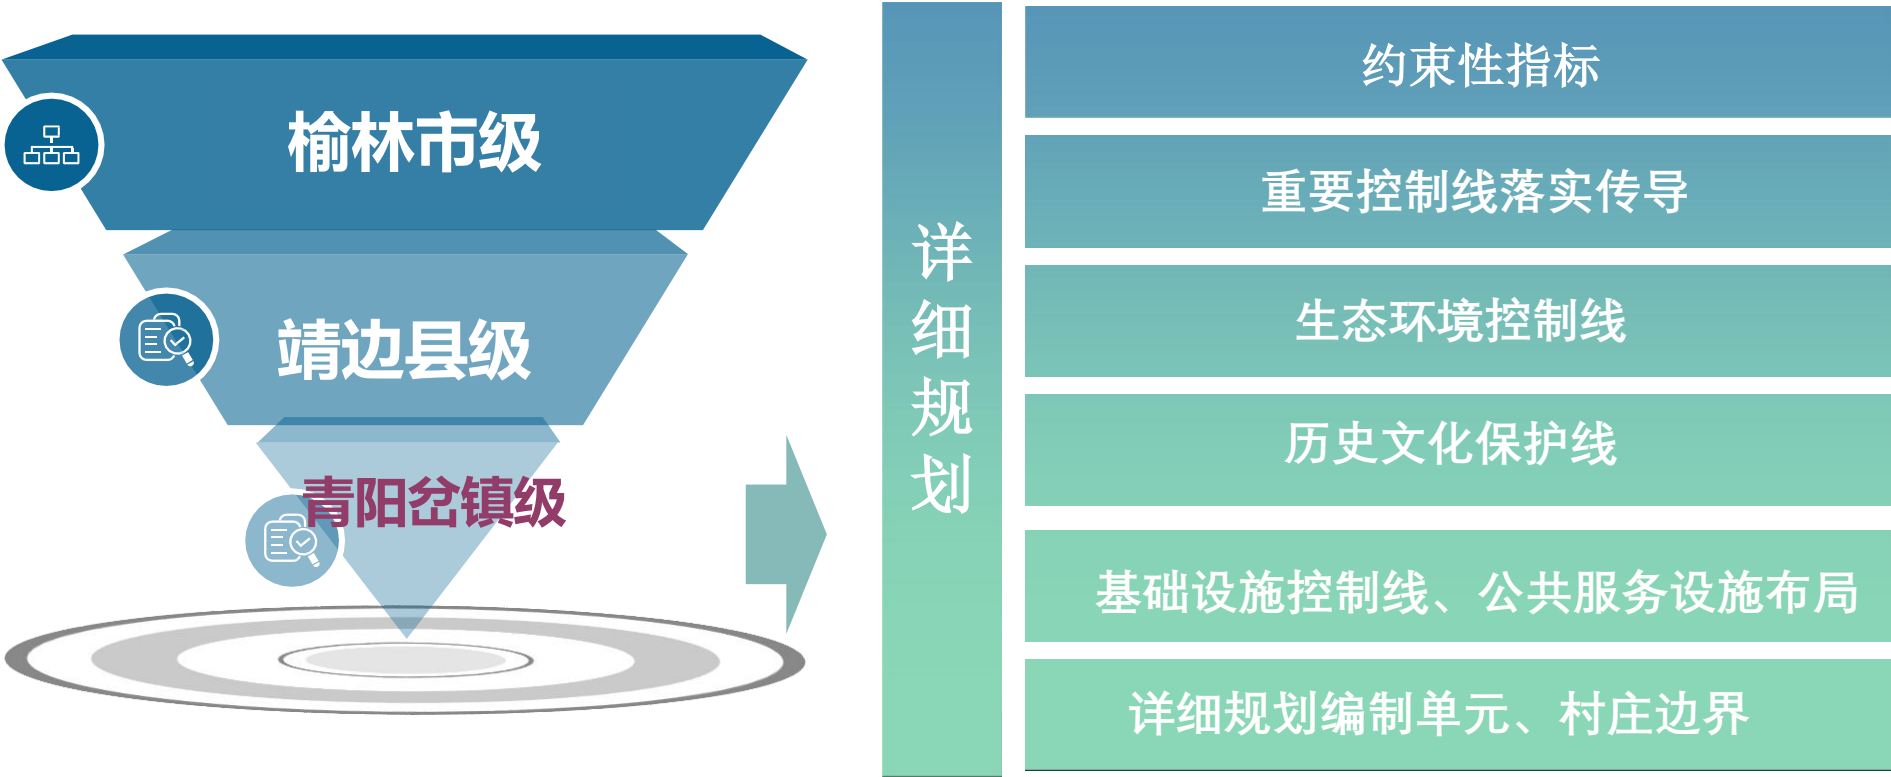 榆林市级
靖边县级
青阳岔镇级
详细规划
约束性指标
重要控制线落实传导
生态环境控制线
历史文化保护线
基础设施控制线、公共服务设施布局
详细规划编制单元、村庄边界